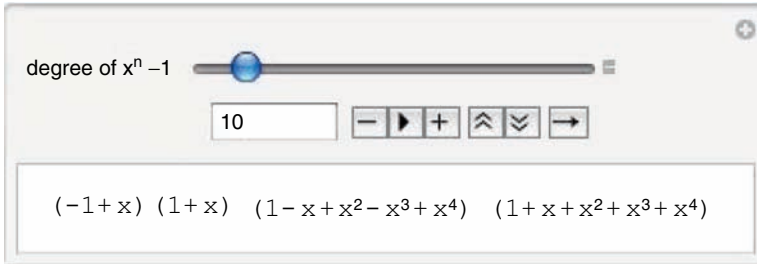 degree of xⁿ −1
10
(-1+x) (1+x) (1-x+x²-x³+x⁴) (1+x+x²+x³+x⁴)